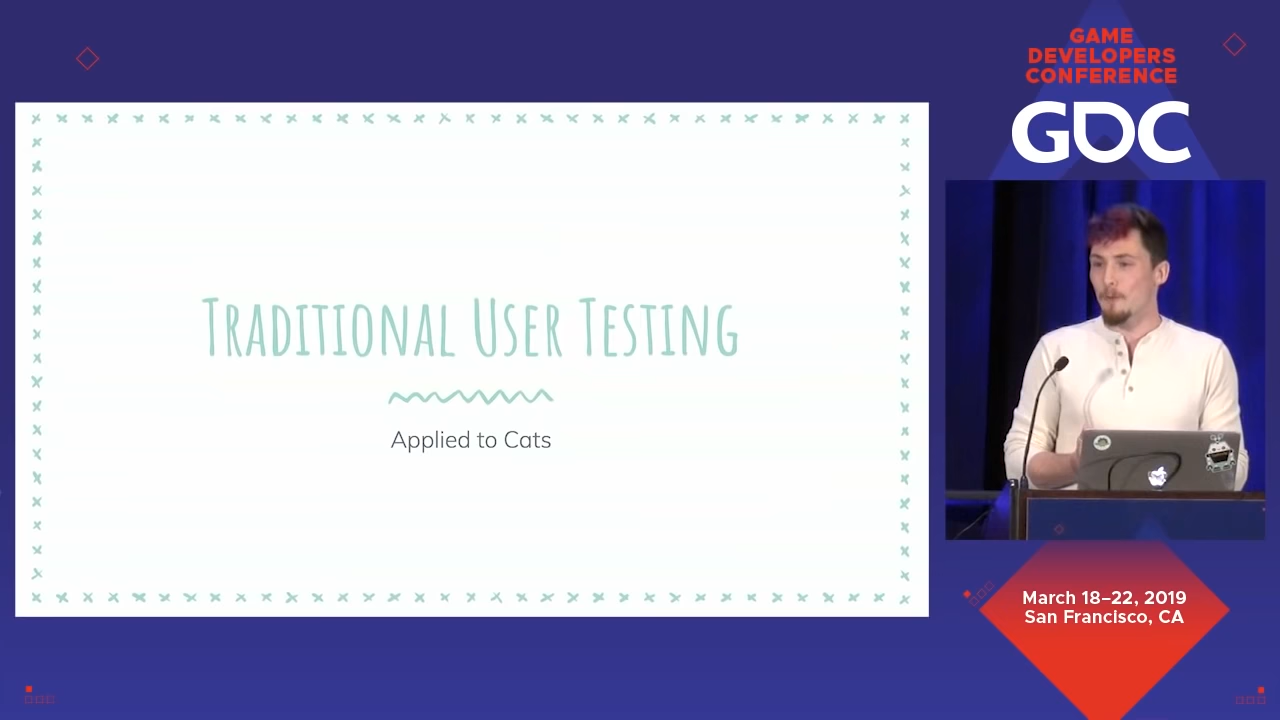 GAME
DEVELOPERS
CONFERENCE
GDC
TRADITIONAL USER TESTING
Applied to Cats
March 18–22, 2019
San Francisco, CA